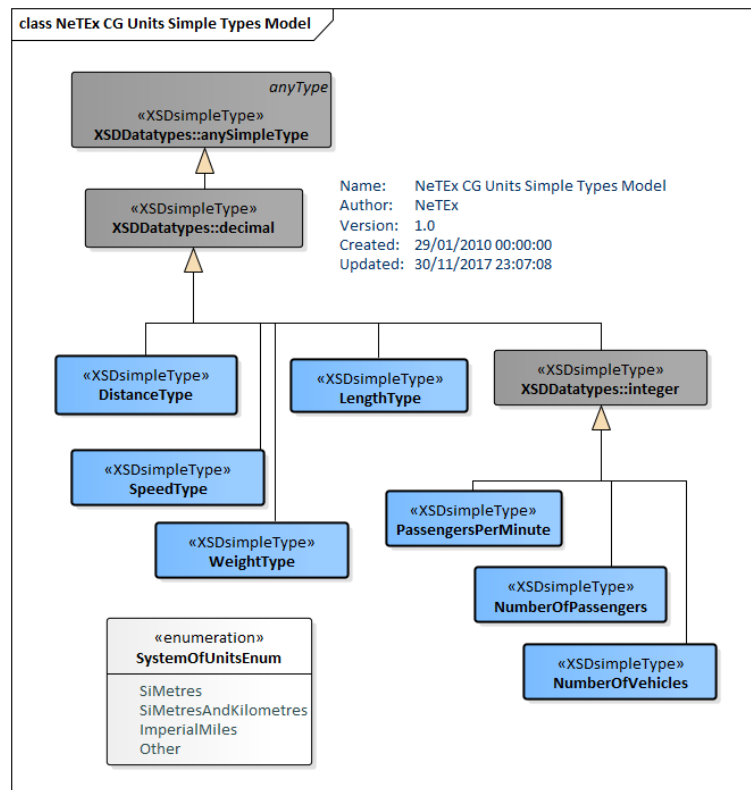 class NeTEx CG Units Simple Types Model
anyType
«XSDsimpleType»
XSDDatatypes::anySimpleType
«XSDsimpleType»
XSDDatatypes::decimal
Name: NeTEx CG Units Simple Types Model
Author: NeTEx
Version: 1.0
Created: 29/01/2010 00:00:00
Updated: 30/11/2017 23:07:08
«XSDsimpleType»
DistanceType
«XSDsimpleType»
LengthType
«XSDsimpleType»
XSDDatatypes::integer
«XSDsimpleType»
SpeedType
«XSDsimpleType»
PassengersPerMinute
«XSDsimpleType»
WeightType
«XSDsimpleType»
NumberOfPassengers
«XSDsimpleType»
NumberOfVehicles
«enumeration»
SystemOfUnitsEnum
SiMetres
SiMetresAndKilometres
ImperialMiles
Other